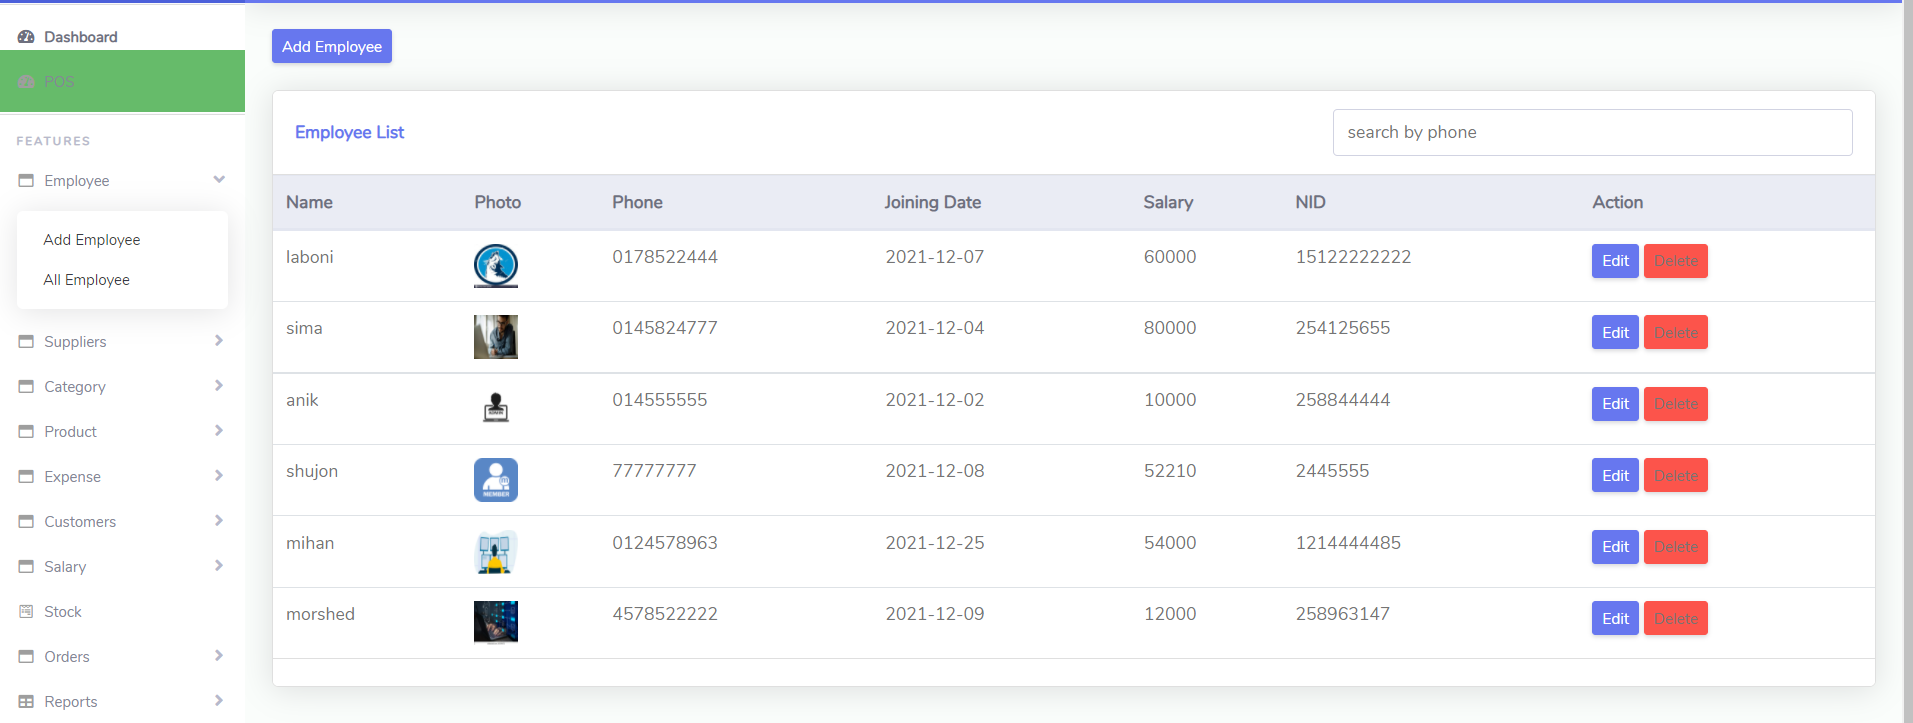 Dashboard
POS
FEATURES
Employee
Add Employee
All Employee
Suppliers
Category
Product
Expense
Customers
Salary
Stock
Orders
Reports
Add Employee
Employee List
search by phone
Name Photo Phone Joining Date Salary NID Action
laboni 0178522444 2021-12-07 60000 15122222222 Edit Delete
sima 0145824777 2021-12-04 80000 254125655 Edit Delete
anik 014555555 2021-12-02 10000 258844444 Edit Delete
shujon MEMBER 77777777 2021-12-08 52210 2445555 Edit Delete
mihan 0124578963 2021-12-25 54000 1214444485 Edit Delete
morshed 4578522222 2021-12-09 12000 258963147 Edit Delete